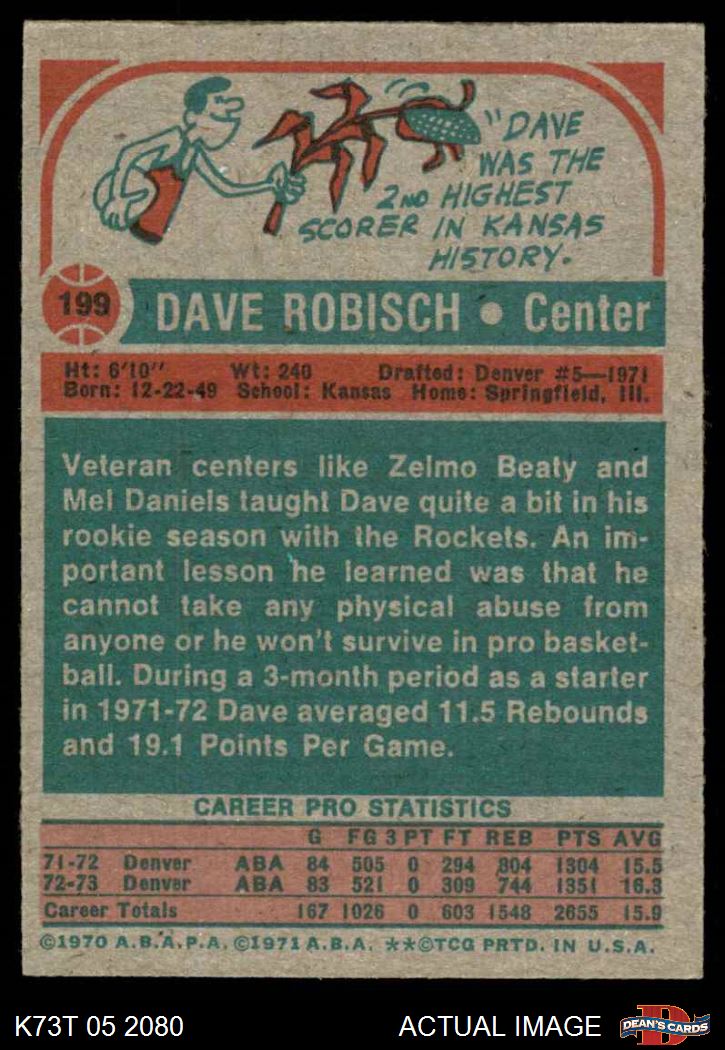 "DAVE
WAS THE
2ND HIGHEST
SCORER IN KANSAS
HISTORY.
199
DAVE ROBISCH • Center
Ht: 6'10" Wt: 240 Drafted: Denver #5—1971
Born: 12-22-49 School: Kansas Home: Springfield, Ill.
Veteran centers like Zelmo Beaty and
Mel Daniels taught Dave quite a bit in his
rookie season with the Rockets. An im-
portant lesson he learned was that he
cannot take any physical abuse from
anyone or he won't survive in pro basket-
ball. During a 3-month period as a starter
in 1971-72 Dave averaged 11.5 Rebounds
and 19.1 Points Per Game.
CAREER PRO STATISTICS
G FG 3 PT FT REB PTS AVG
71-72 Denver ABA 84 505 0 294 804 1304 15.5
72-73 Denver ABA 83 521 0 309 744 1351 16.3
Career Totals 167 1026 0 603 1548 2655 15.9
©1970 A.B.A.P.A. ©1971 A.B.A. **©TCG PRTD. IN U.S.A.
K73T 05 2080 ACTUAL IMAGE D DEAN'S CARDS